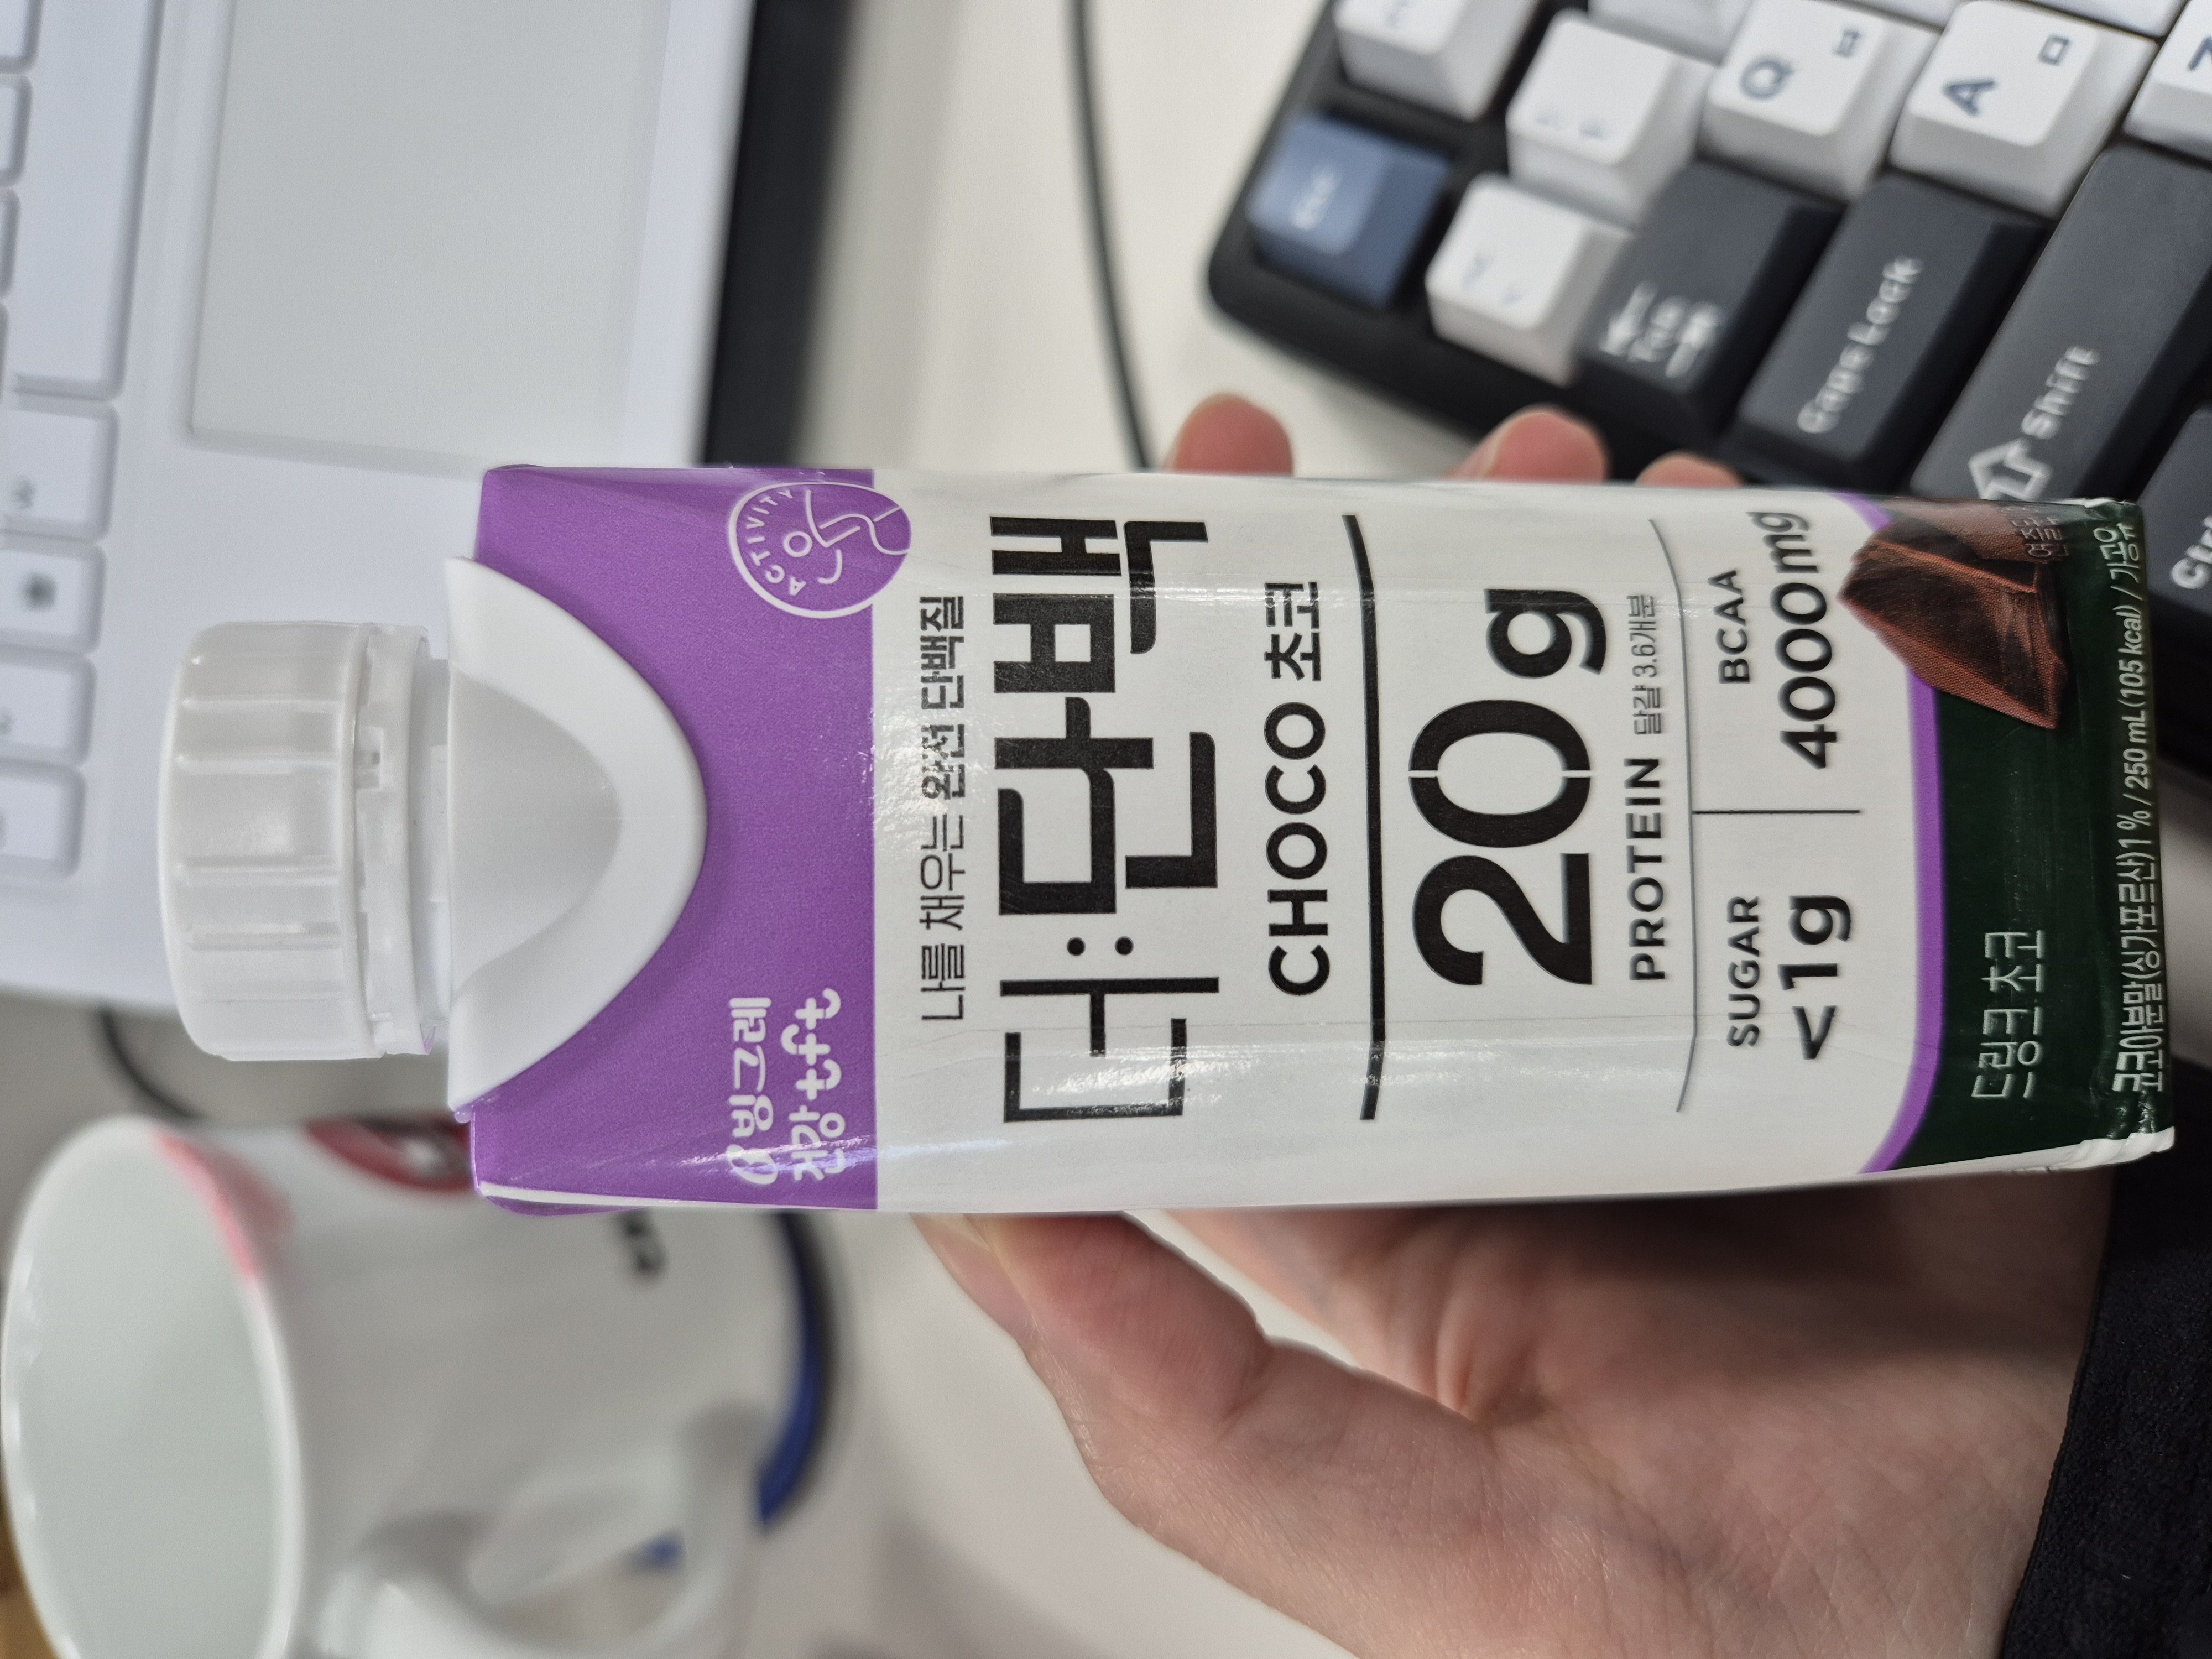 빙그레
건강tft
ACTIVITY
나를 채우는 완전 단백질
더:단백
CHOCO 초코
20g
PROTEIN 달걀 3.6개분
SUGAR
<1g
BCAA
4000mg
드링크 초코
코코아분말(싱가포르산) 1 % / 250 mL (105 kcal) / 가공유
Esc
Tab
Q ㅂ
A ㅁ
Caps Lock
Shift